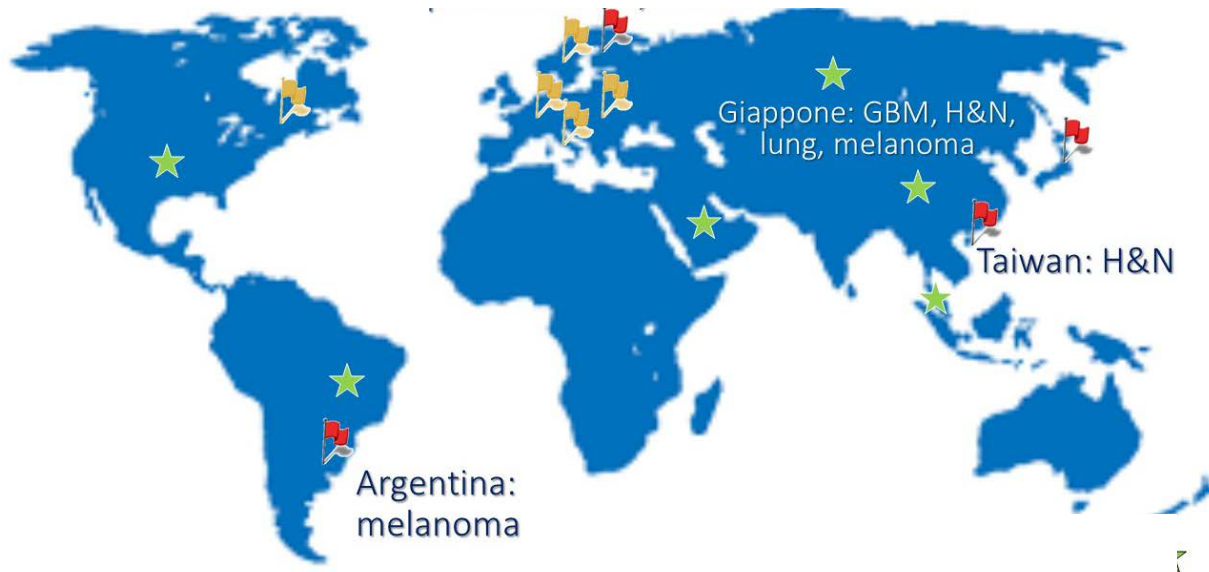 Giappone: GBM, H&N,
lung, melanoma
Taiwan: H&N
Argentina:
melanoma